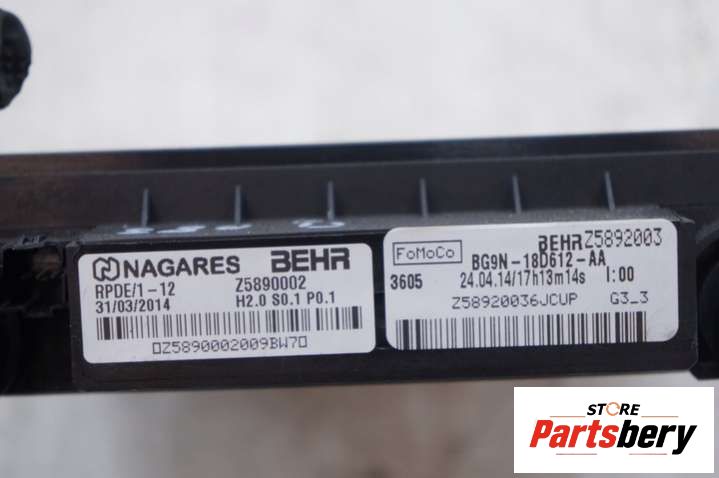 NAGARES BEHR
RPDE/1-12 Z5890002
31/03/2014 H2.0 S0.1 P0.1
0Z5890002009BW70
BEHR Z5892003
FoMoCo BG9N-18D612-AA
3605 24.04.14/17h13m14s I:00
Z58920036JCUP G3_3
STORE
Partsbery